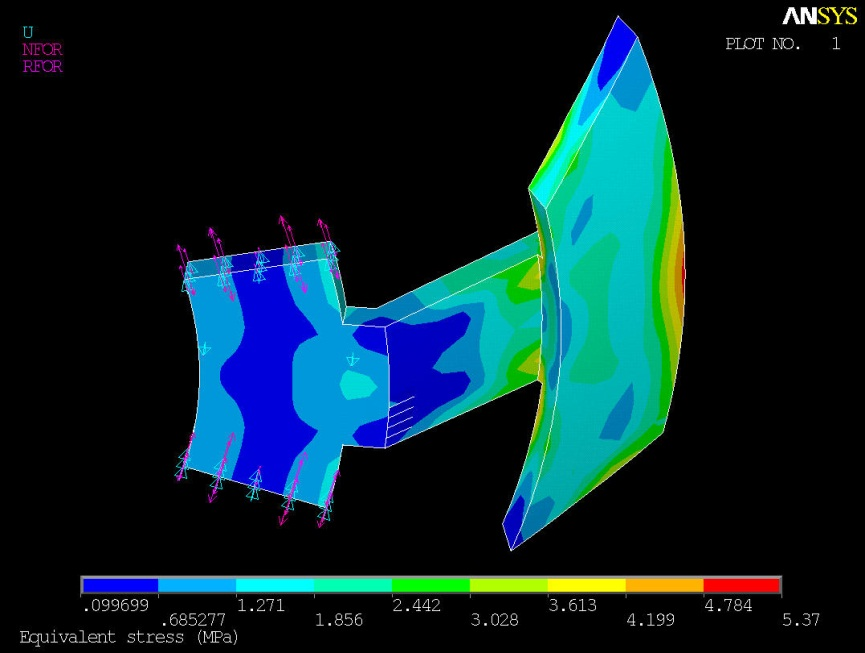 ANSYS
PLOT NO. 1
U
NFOR
RFOR
.099699 .685277 1.271 1.856 2.442 3.028 3.613 4.199 4.784 5.37
Equivalent stress (MPa)